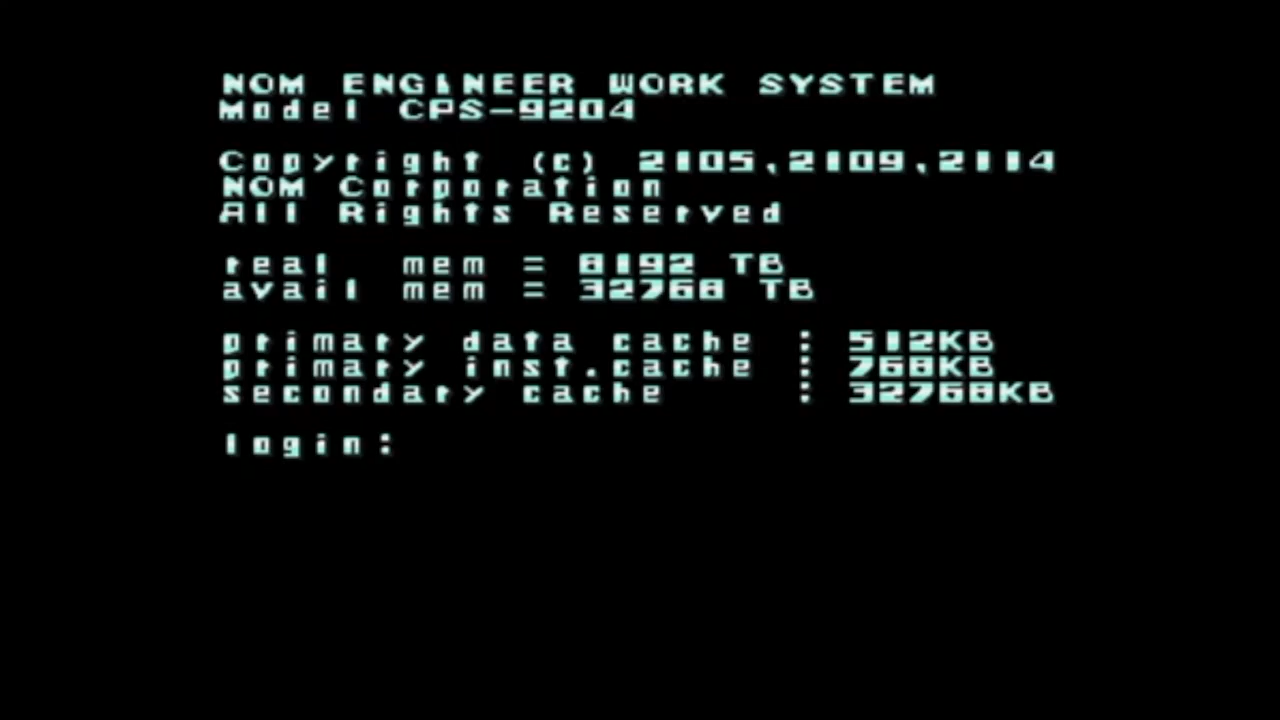 NOM ENGINEER WORK SYSTEM
Model CPS-9204
Copyright (c) 2105,2109,2114
NOM Corporation
All Rights Reserved
real mem = 8192 TB
avail mem = 32768 TB
primary data cache : 512KB
primary inst.cache : 768KB
secondary cache : 32768KB
login: